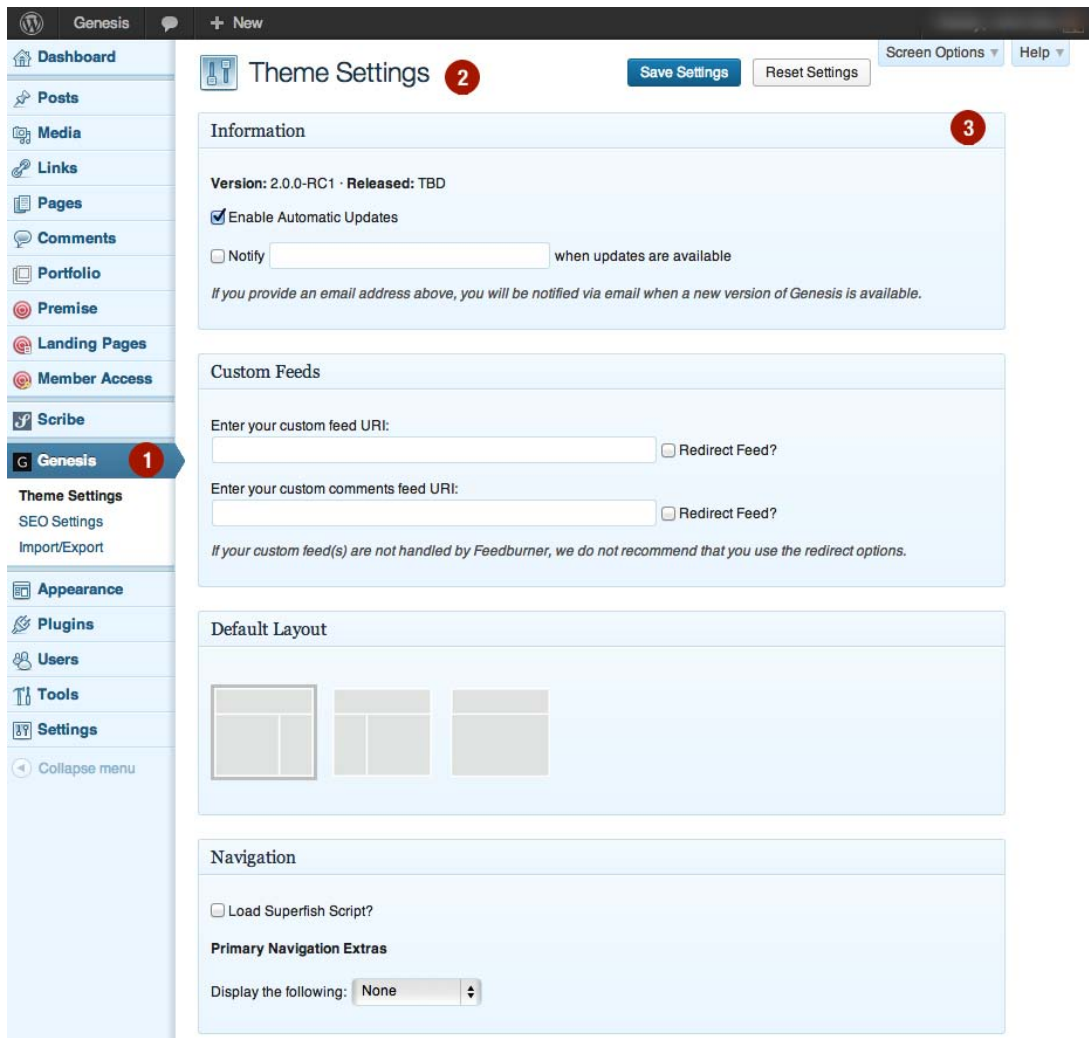 Genesis
+ New
Dashboard
Posts
Media
Links
Pages
Comments
Portfolio
Premise
Landing Pages
Member Access
Scribe
G Genesis 1
Theme Settings
SEO Settings
Import/Export
Appearance
Plugins
Users
Tools
Settings
Collapse menu
Screen Options
Help
Theme Settings 2
Save Settings
Reset Settings
Information 3
Version: 2.0.0-RC1 · Released: TBD
Enable Automatic Updates
Notify when updates are available
If you provide an email address above, you will be notified via email when a new version of Genesis is available.
Custom Feeds
Enter your custom feed URI:
Redirect Feed?
Enter your custom comments feed URI:
Redirect Feed?
If your custom feed(s) are not handled by Feedburner, we do not recommend that you use the redirect options.
Default Layout
Navigation
Load Superfish Script?
Primary Navigation Extras
Display the following: None